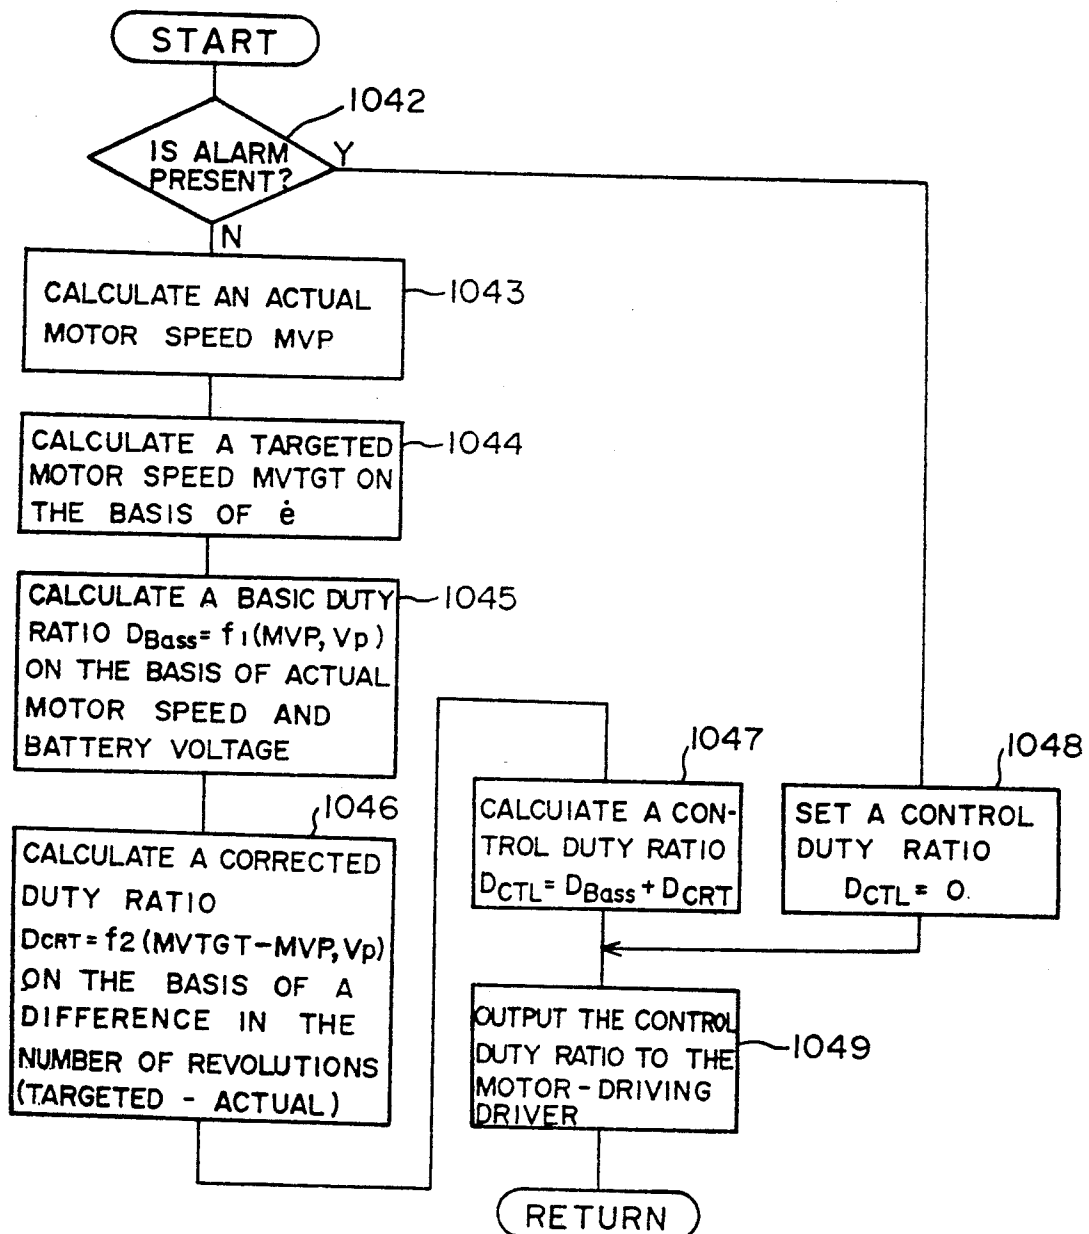 START
1042
IS ALARM
PRESENT?
Y
N
CALCULATE AN ACTUAL
MOTOR SPEED MVP
1043
CALCULATE A TARGETED
MOTOR SPEED MVTGT ON
THE BASIS OF ė
1044
CALCULATE A BASIC DUTY
RATIO DBass= f1(MVP, Vp)
ON THE BASIS OF ACTUAL
MOTOR SPEED AND
BATTERY VOLTAGE
1045
1046
CALCULATE A CORRECTED
DUTY RATIO
DCRT= f2 (MVTGT-MVP, Vp)
ON THE BASIS OF A
DIFFERENCE IN THE
NUMBER OF REVOLUTIONS
(TARGETED - ACTUAL)
1047
CALCUIATE A CON-
TROL DUTY RATIO
DCTL= DBass + DCRT
1048
SET A CONTROL
DUTY RATIO
DCTL = 0.
OUTPUT THE CONTROL
DUTY RATIO TO THE
MOTOR-DRIVING
DRIVER
1049
RETURN